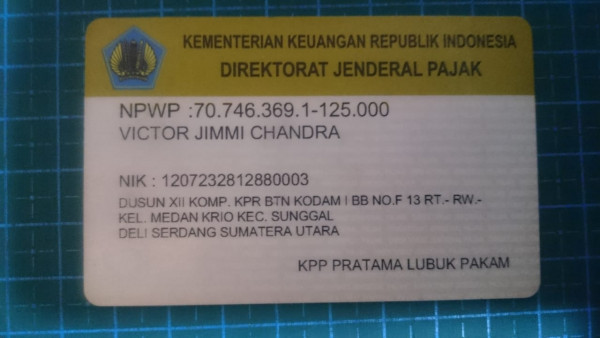 KEMENTERIAN KEUANGAN REPUBLIK INDONESIA
DIREKTORAT JENDERAL PAJAK
NPWP :70.746.369.1-125.000
VICTOR JIMMI CHANDRA
NIK : 1207232812880003
DUSUN XII KOMP. KPR BTN KODAM I BB NO.F 13 RT.- RW.-
KEL. MEDAN KRIO KEC. SUNGGAL
DELI SERDANG SUMATERA UTARA
KPP PRATAMA LUBUK PAKAM